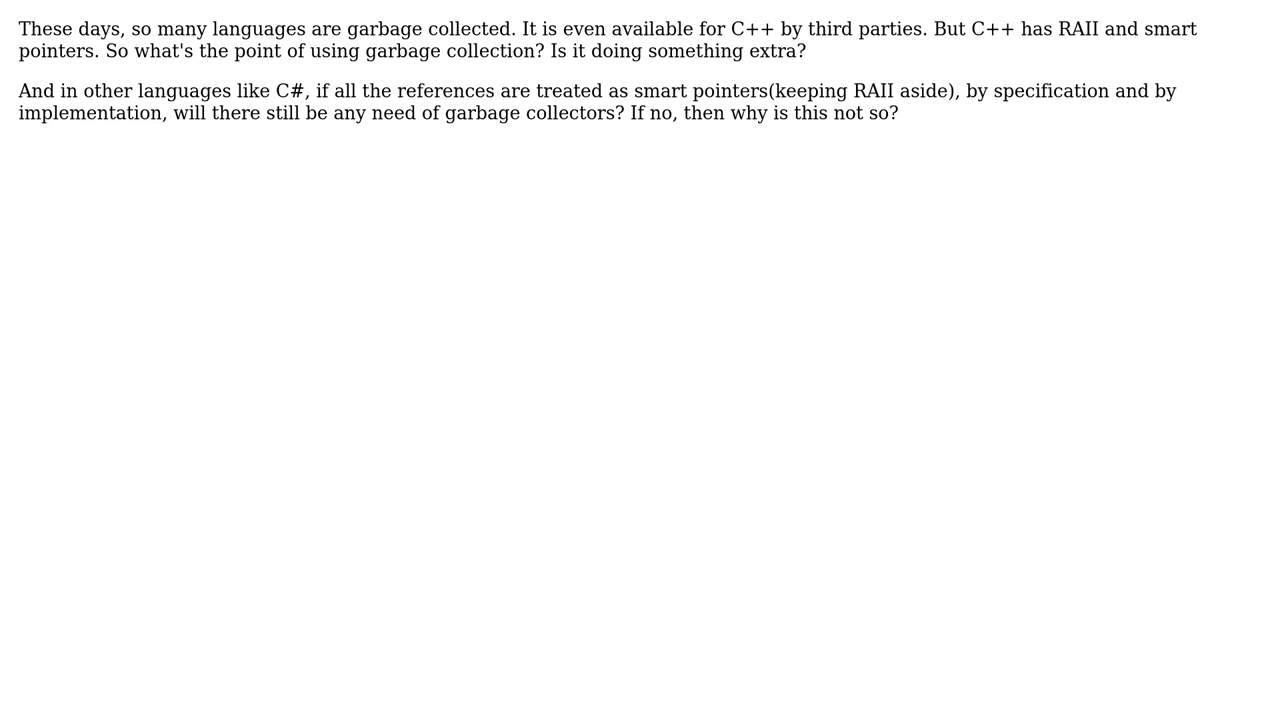 These days, so many languages are garbage collected. It is even available for C++ by third parties. But C++ has RAII and smart
pointers. So what's the point of using garbage collection? Is it doing something extra?
And in other languages like C#, if all the references are treated as smart pointers(keeping RAII aside), by specification and by
implementation, will there still be any need of garbage collectors? If no, then why is this not so?